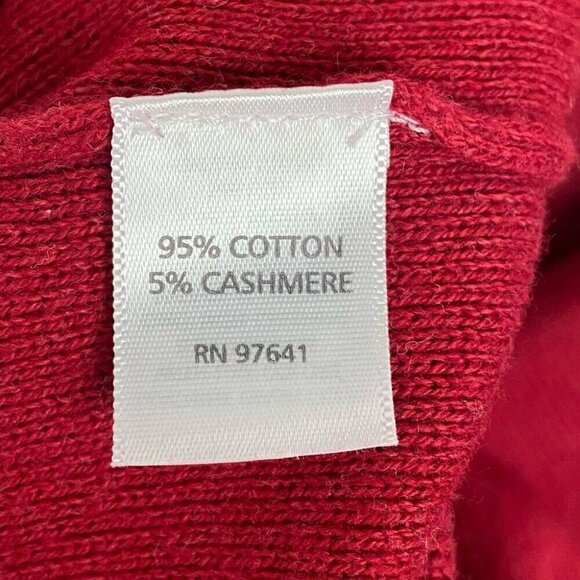 95% COTTON
5% CASHMERE
RN 97641